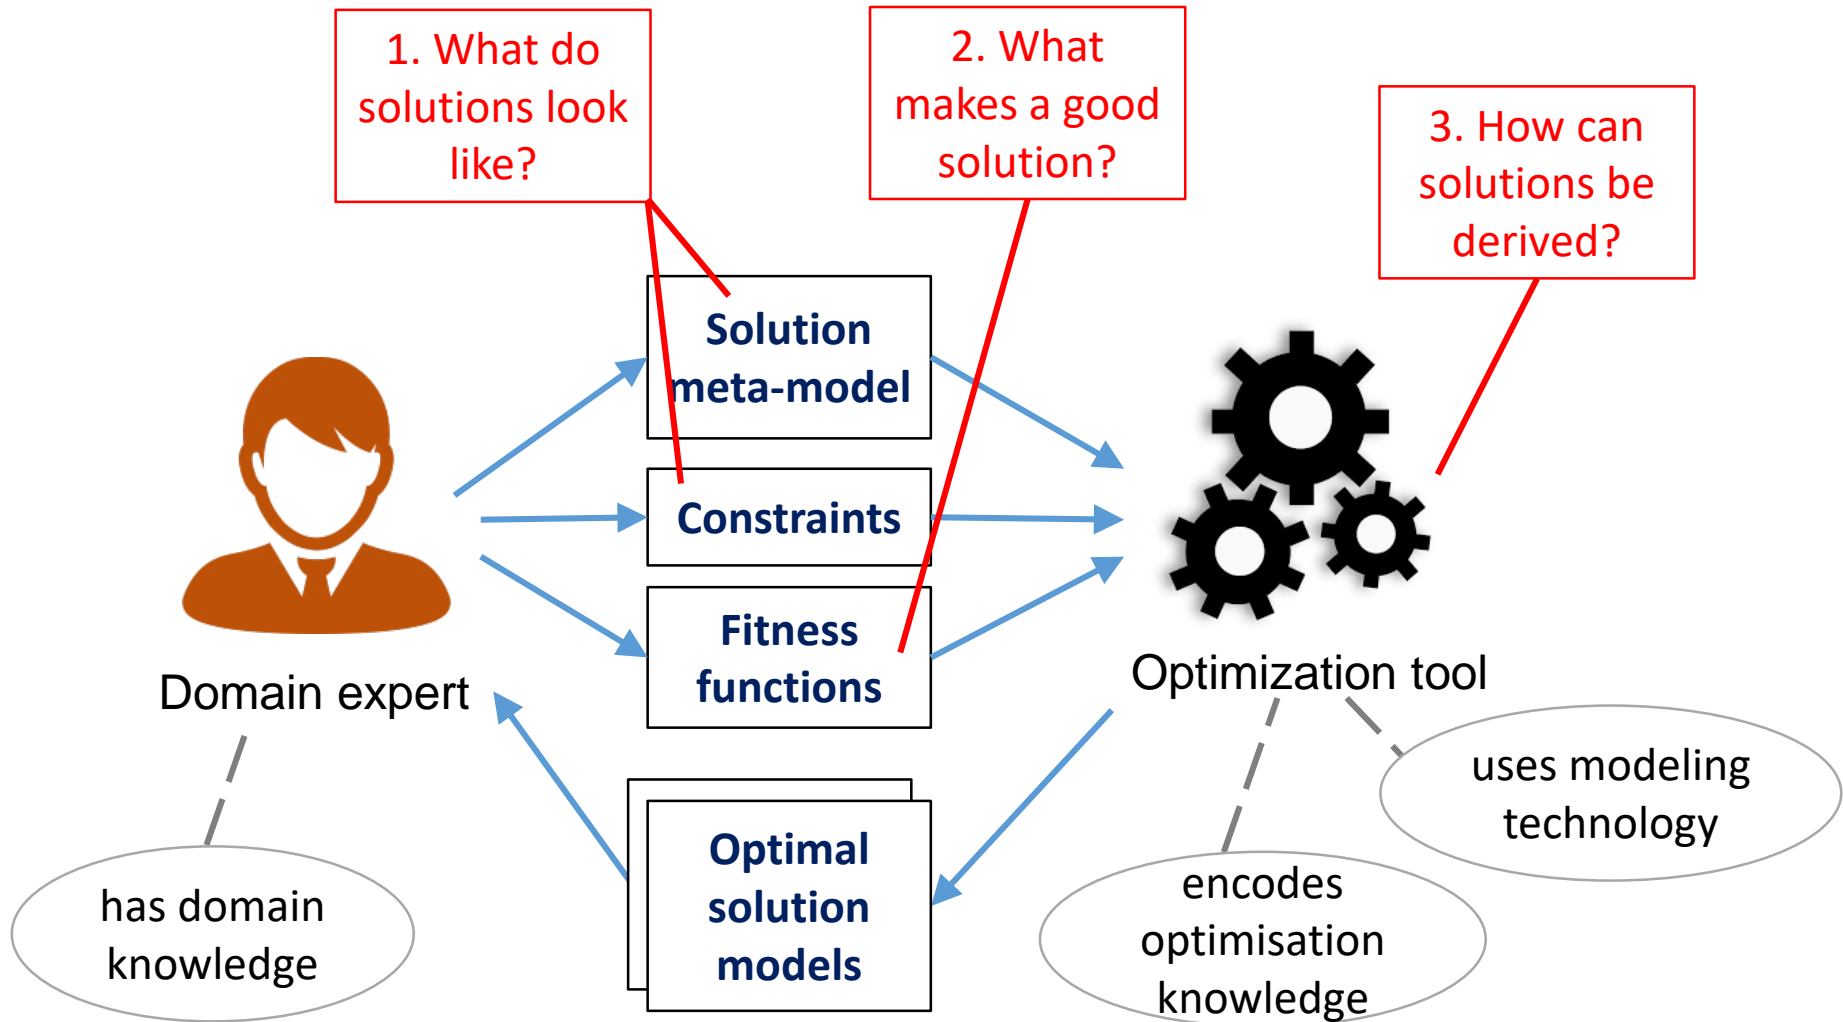 1. What do
solutions look
like?
2. What
makes a good
solution?
3. How can
solutions be
derived?
Solution
meta-model
Constraints
Fitness
functions
Domain expert
Optimization tool
Optimal
solution
models
has domain
knowledge
encodes
optimisation
knowledge
uses modeling
technology